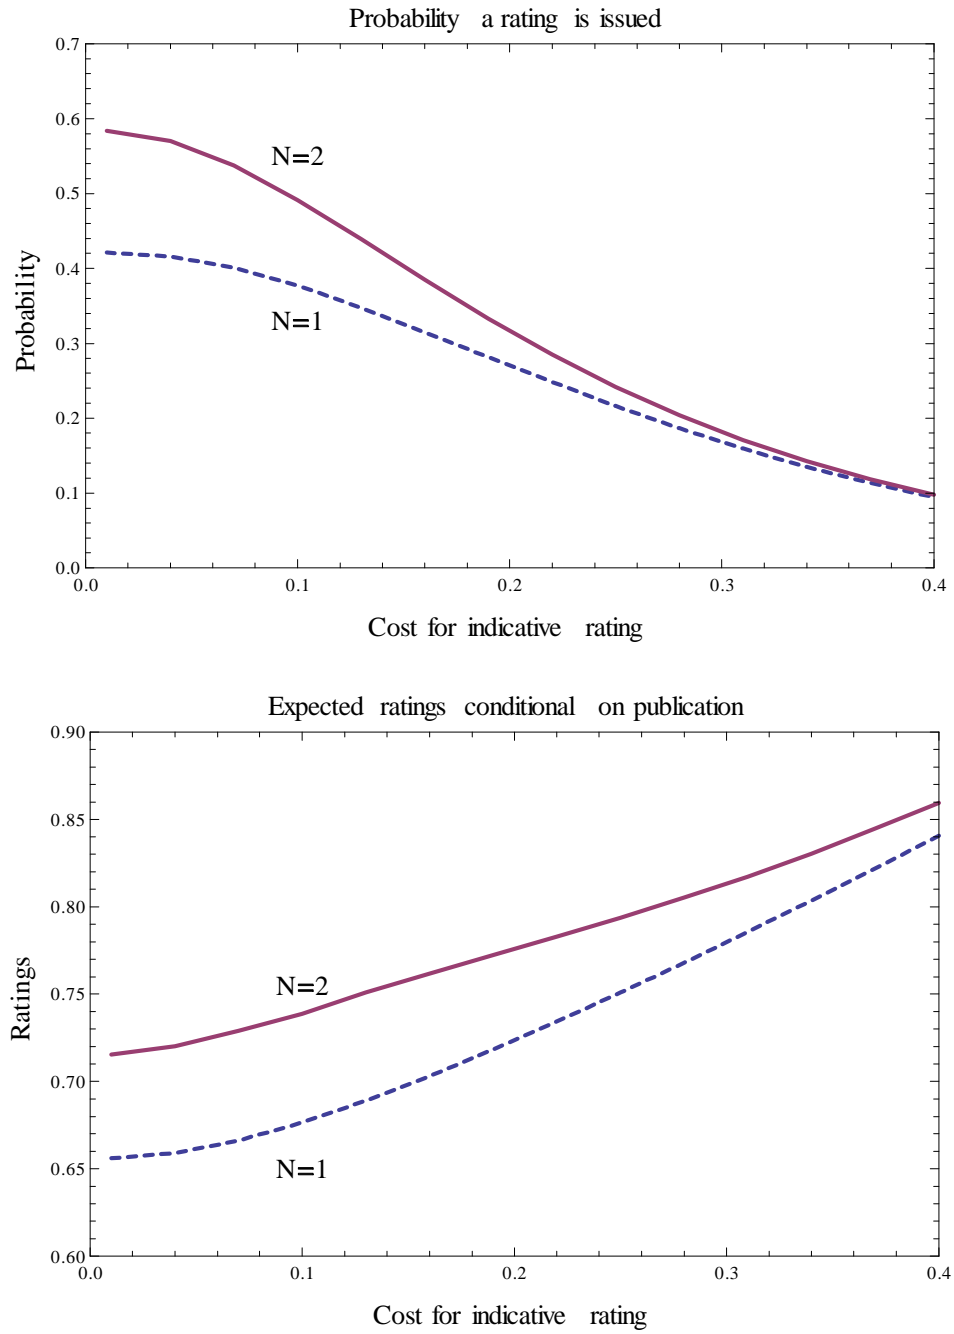 Probability a rating is issued
0.7
0.6
0.5
0.4
0.3
0.2
0.1
0.0
Probability
N=2
N=1
0.0 0.1 0.2 0.3 0.4
Cost for indicative rating
Expected ratings conditional on publication
0.90
0.85
0.80
0.75
0.70
0.65
0.60
Ratings
N=2
N=1
0.0 0.1 0.2 0.3 0.4
Cost for indicative rating